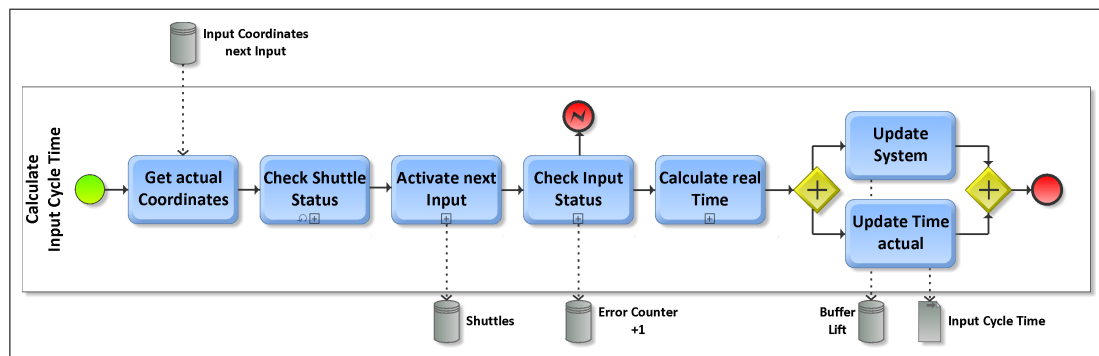 Input Coordinates
next Input
Calculate
Input Cycle Time
Get actual
Coordinates
Check Shuttle
Status
Activate next
Input
Check Input
Status
Calculate real
Time
Update
System
Update Time
actual
Shuttles
Error Counter
+1
Buffer
Lift
Input Cycle Time